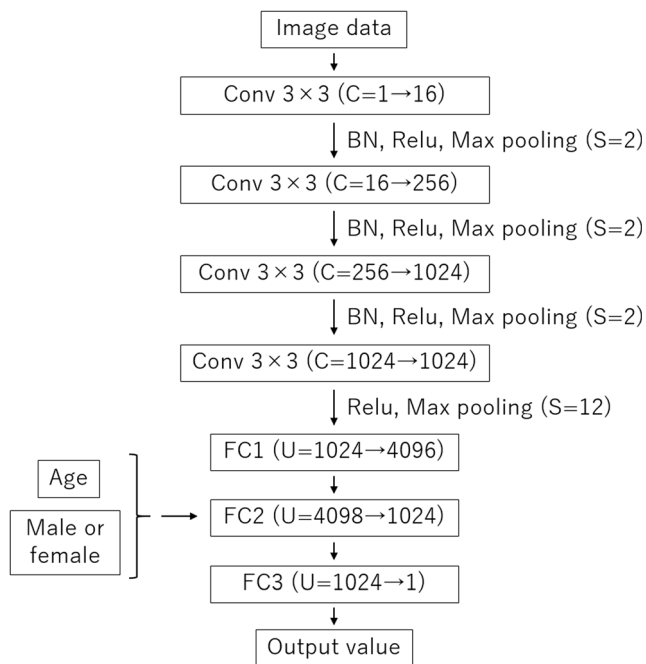 Image data
Conv 3×3 (C=1→16)
BN, Relu, Max pooling (S=2)
Conv 3×3 (C=16→256)
BN, Relu, Max pooling (S=2)
Conv 3×3 (C=256→1024)
BN, Relu, Max pooling (S=2)
Conv 3×3 (C=1024→1024)
Relu, Max pooling (S=12)
FC1 (U=1024→4096)
Age
Male or
female
FC2 (U=4098→1024)
FC3 (U=1024→1)
Output value